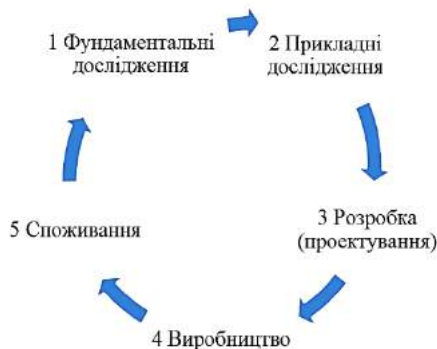 1 Фундаментальні
дослідження
2 Прикладні
дослідження
3 Розробка
(проектування)
4 Виробництво
5 Споживання